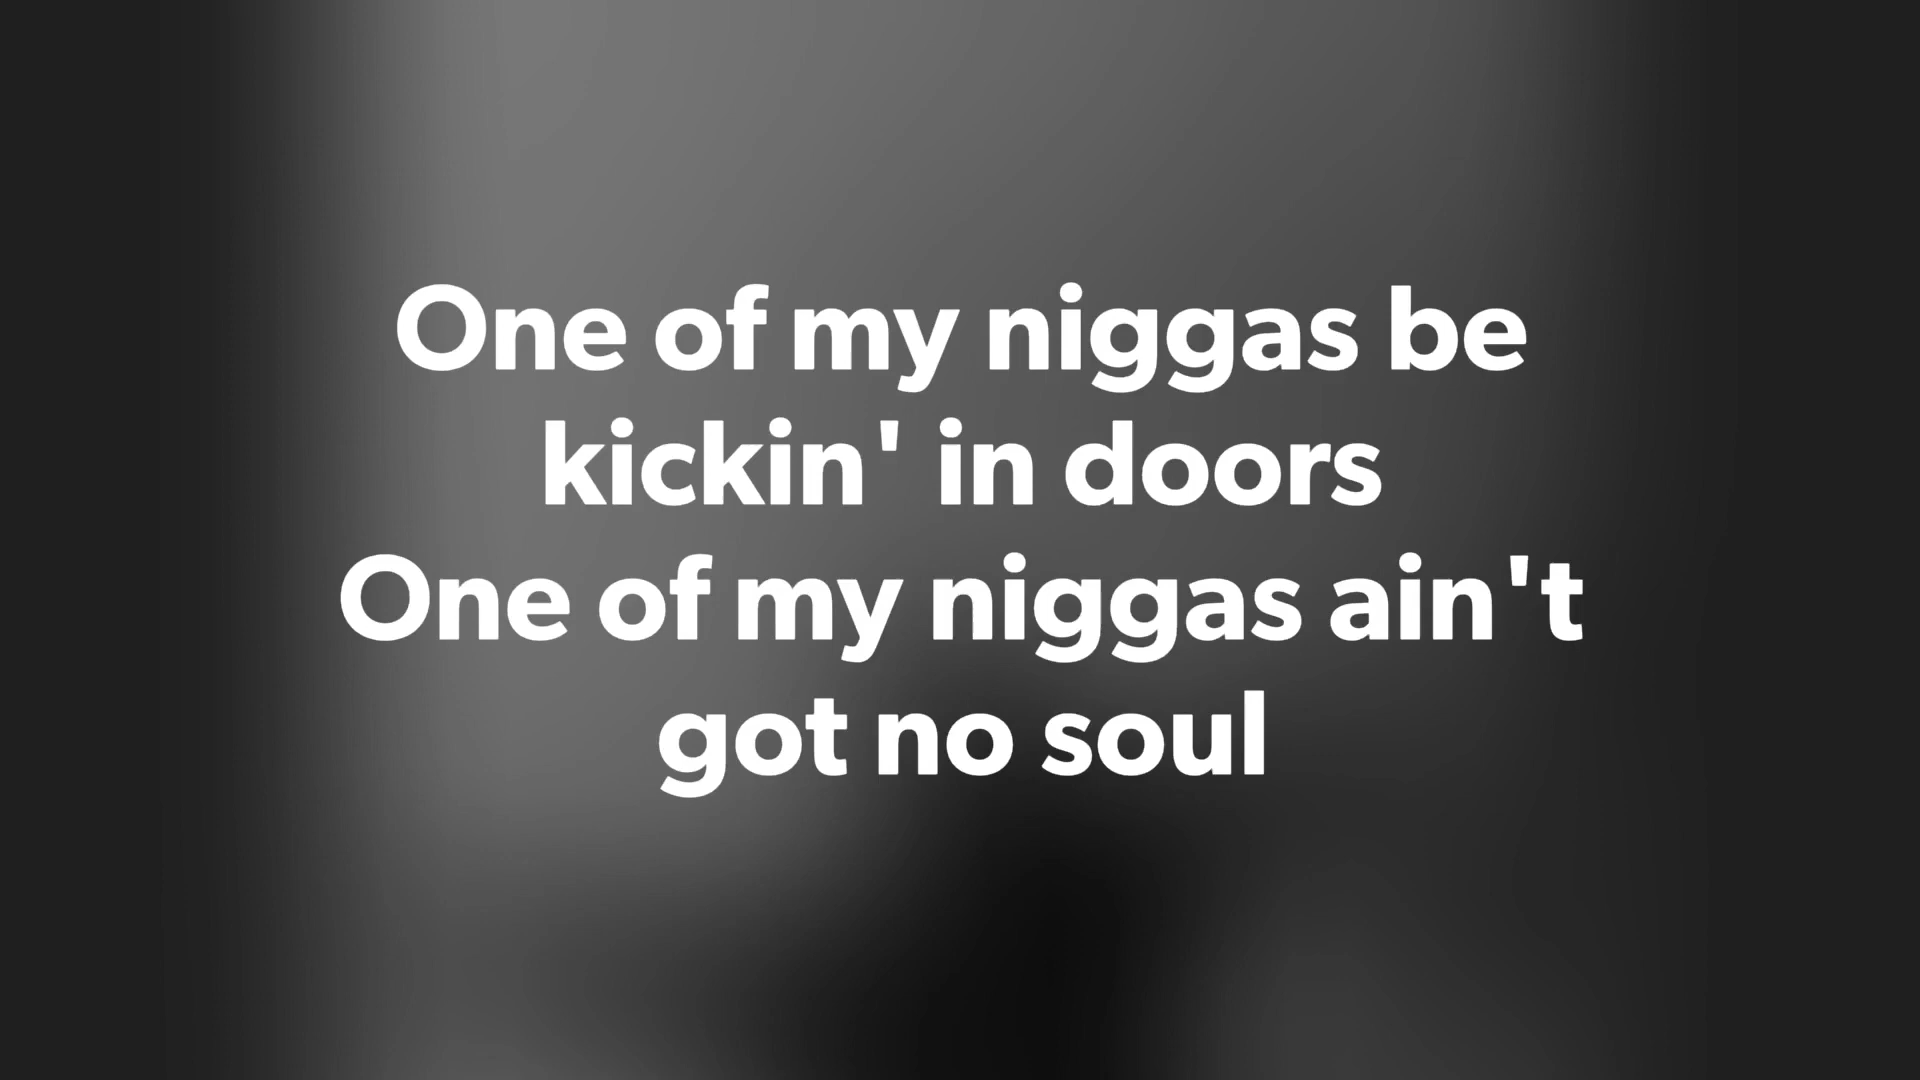 One of my niggas be
kickin' in doors
One of my niggas ain't
got no soul